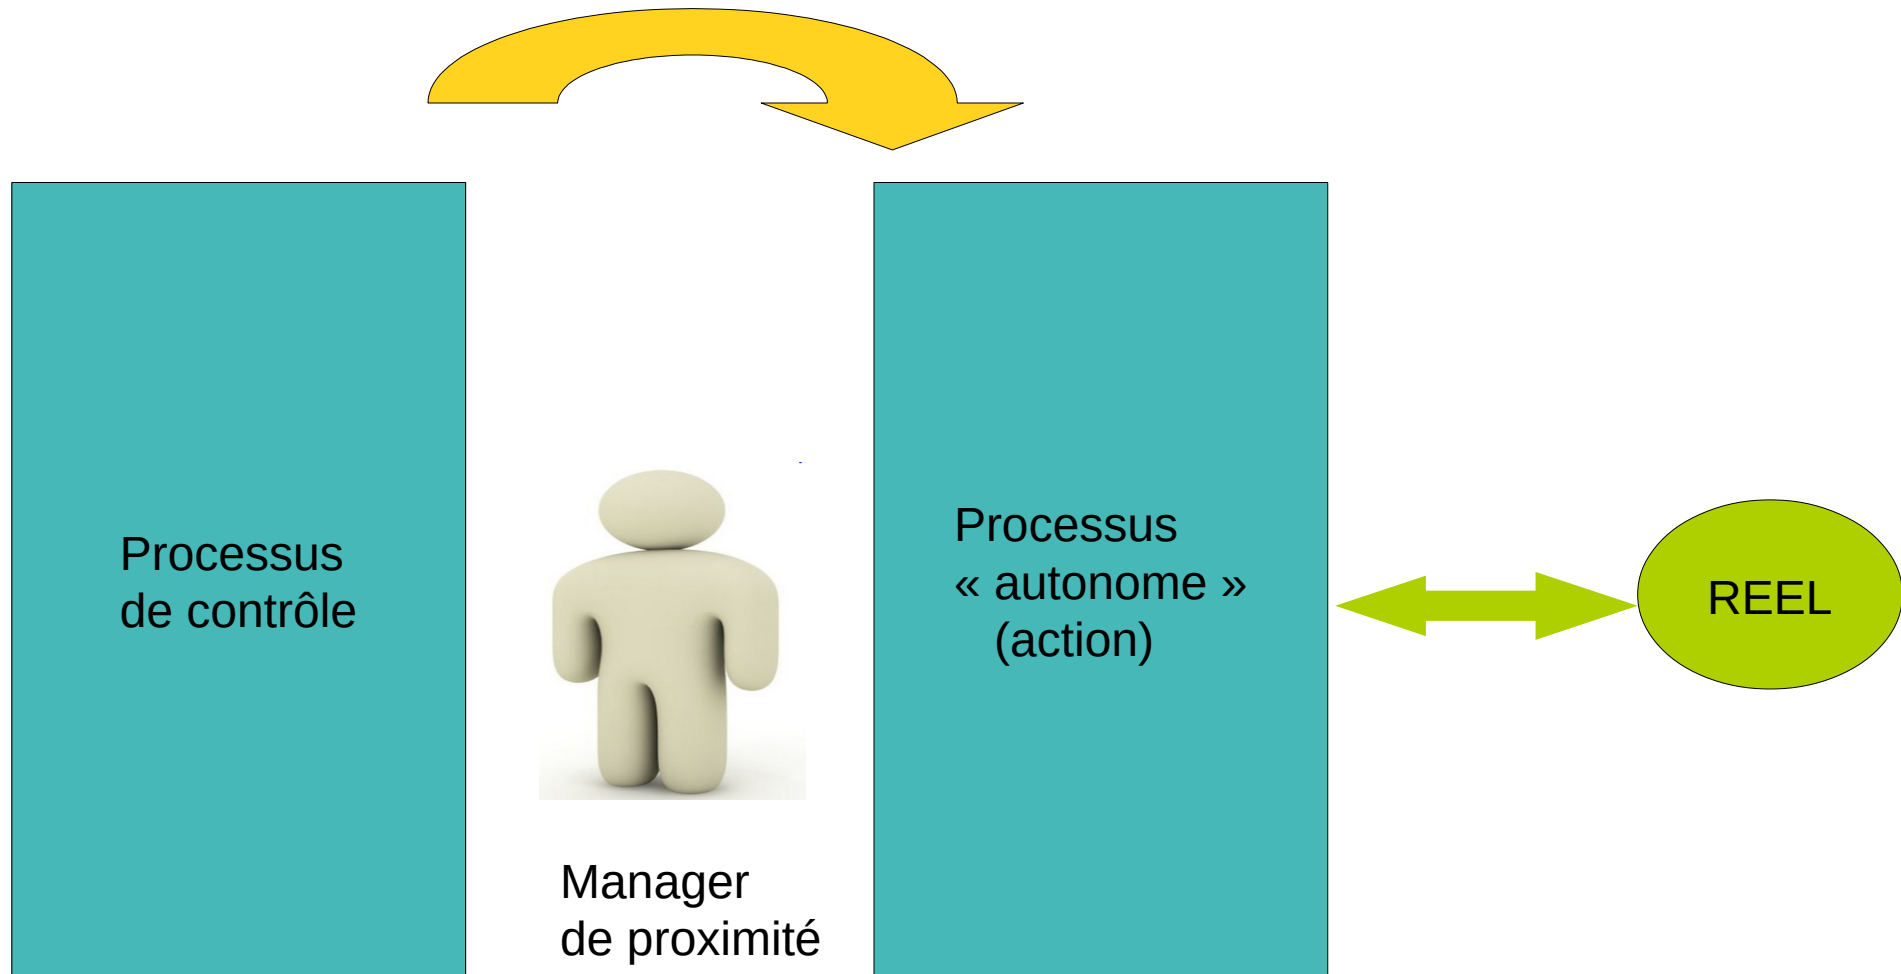 Processus
de contrôle
Manager
de proximité
Processus
« autonome »
(action)
REEL